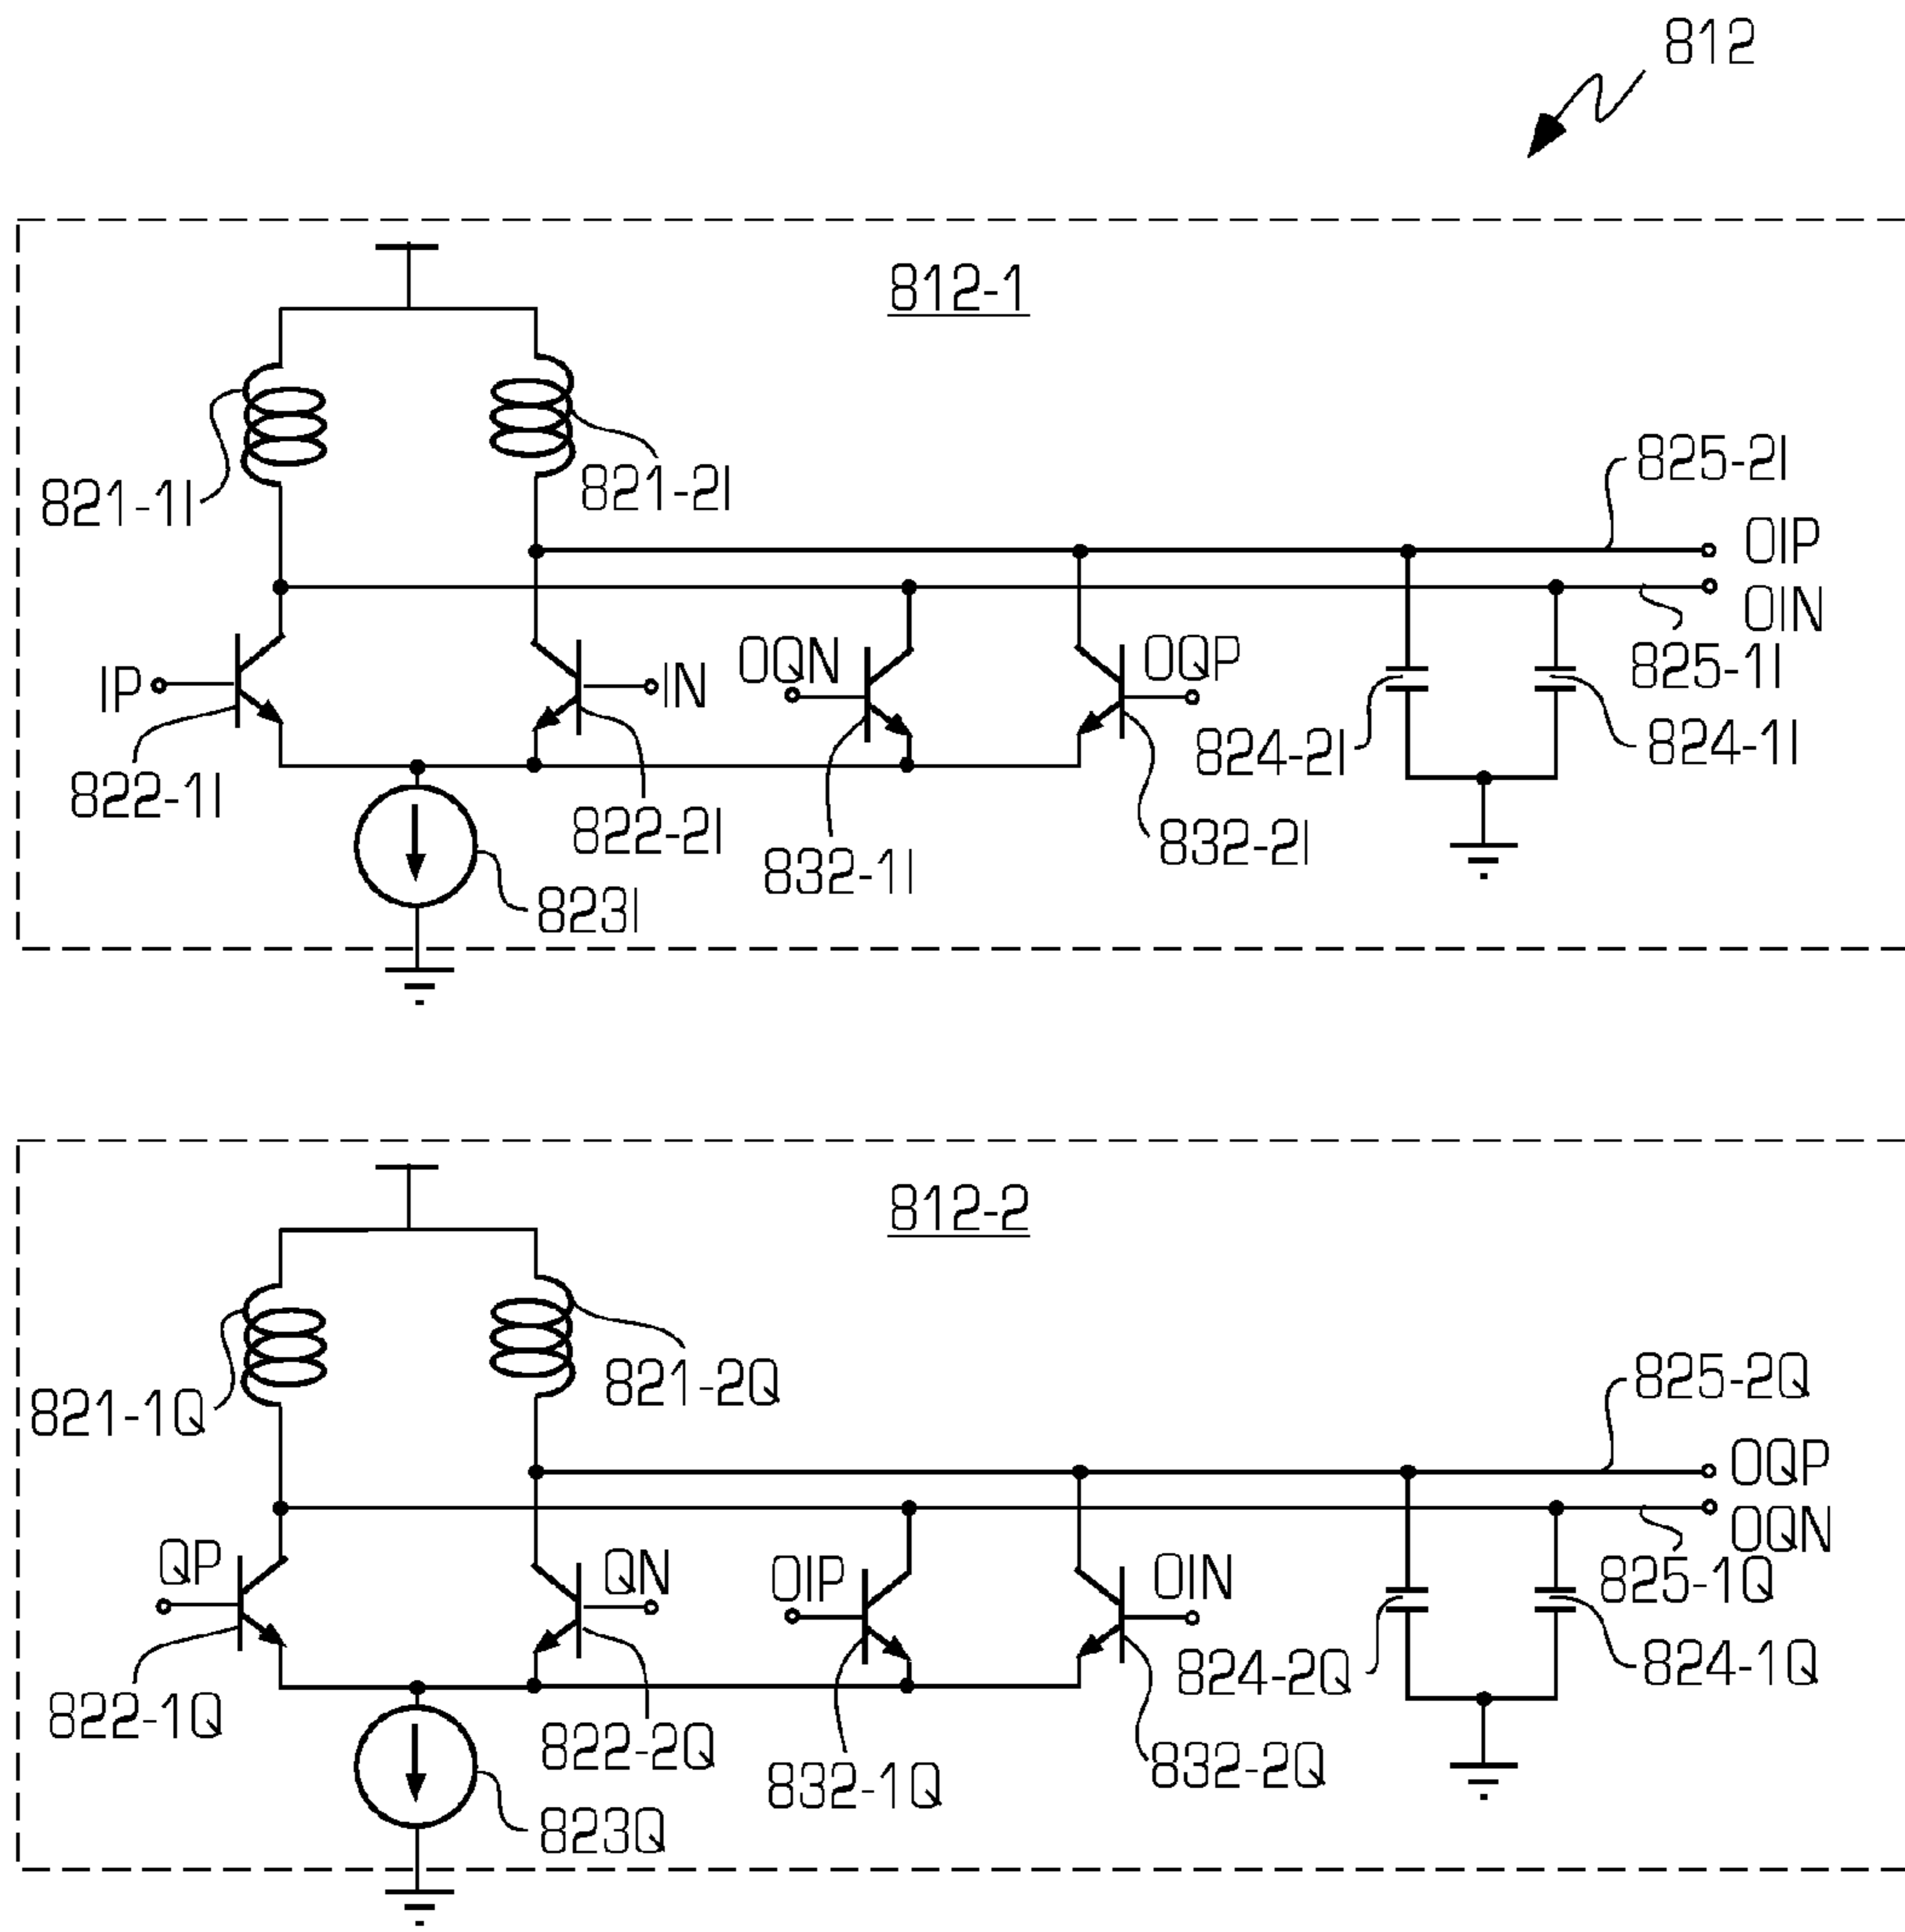 812
812-1
821-1I
821-2I
825-2I
OIP
OIN
825-1I
IP
IN
OQN
OQP
824-2I
824-1I
822-1I
822-2I
832-1I
832-2I
823I
812-2
821-1Q
821-2Q
825-2Q
OQP
OQN
825-1Q
QP
QN
OIP
OIN
824-2Q
824-1Q
822-1Q
822-2Q
832-1Q
832-2Q
823Q